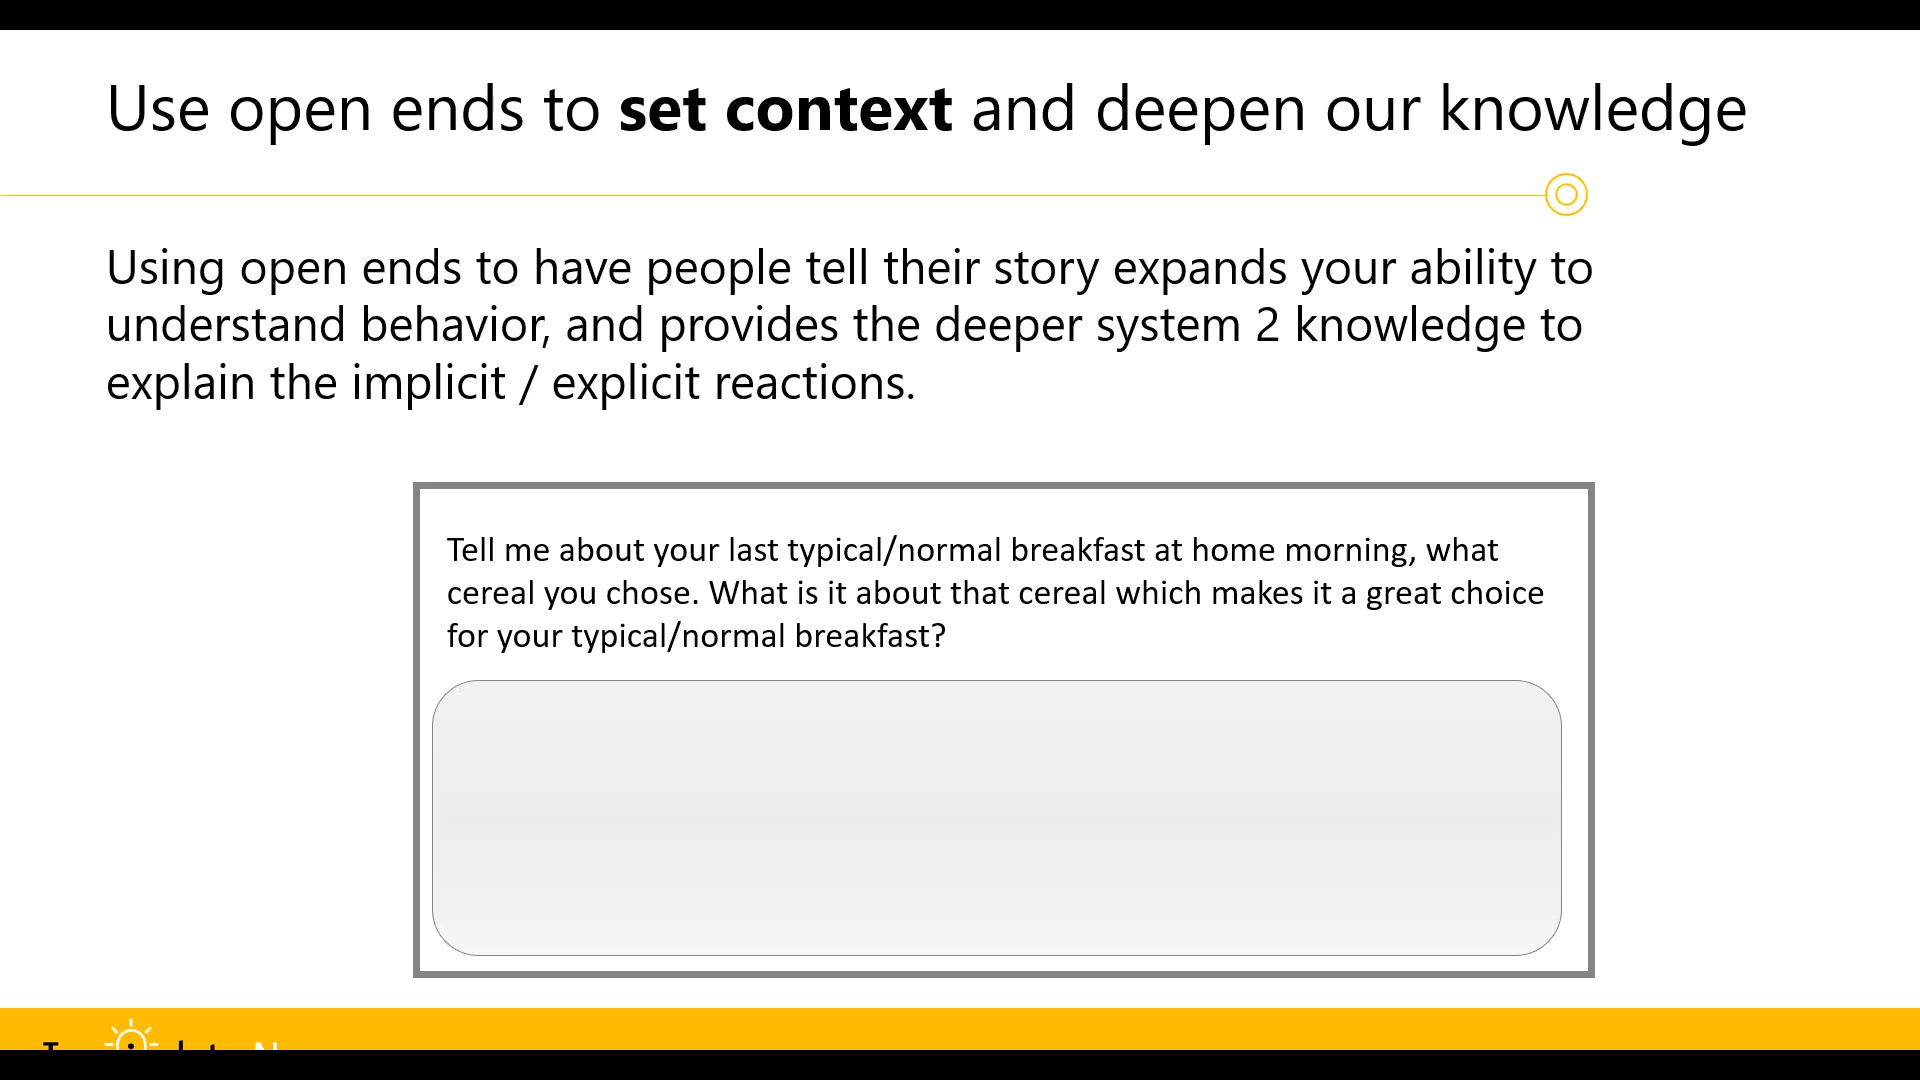 Use open ends to set context and deepen our knowledge
Using open ends to have people tell their story expands your ability to
understand behavior, and provides the deeper system 2 knowledge to
explain the implicit / explicit reactions.
Tell me about your last typical/normal breakfast at home morning, what
cereal you chose. What is it about that cereal which makes it a great choice
for your typical/normal breakfast?